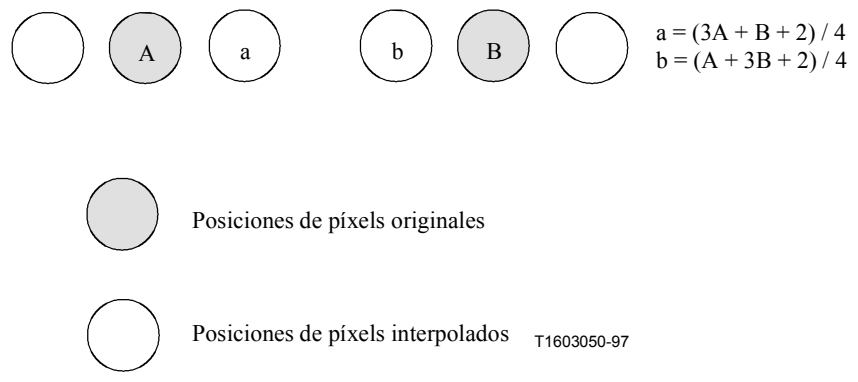 A a b B a = (3A + B + 2) / 4
b = (A + 3B + 2) / 4
Posiciones de píxels originales
Posiciones de píxels interpolados T1603050-97